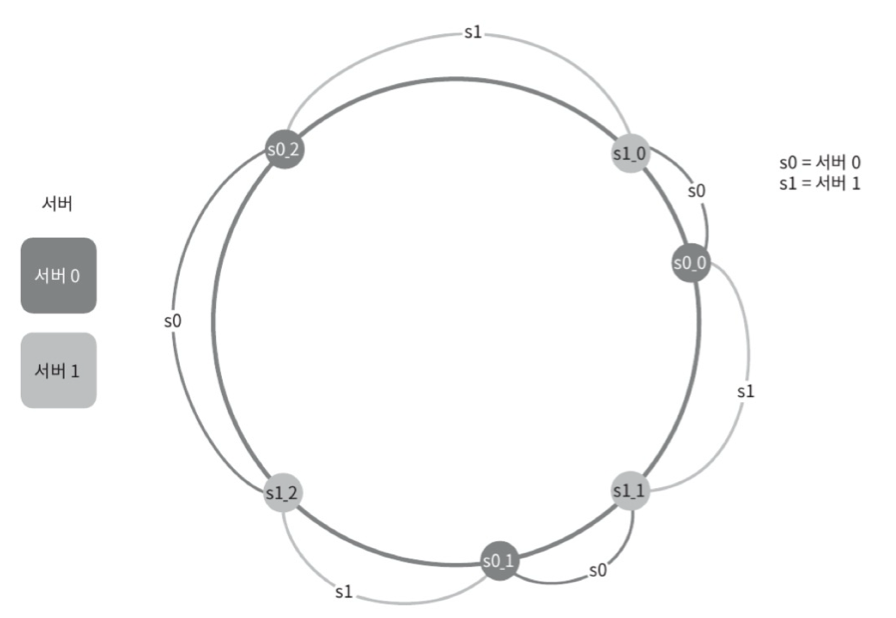 s1
s0_2
s1_0
s0 = 서버 0
s1 = 서버 1
s0
서버
s0_0
서버 0
s0
서버 1
s1
s1_2
s1_1
s0_1
s0
s1